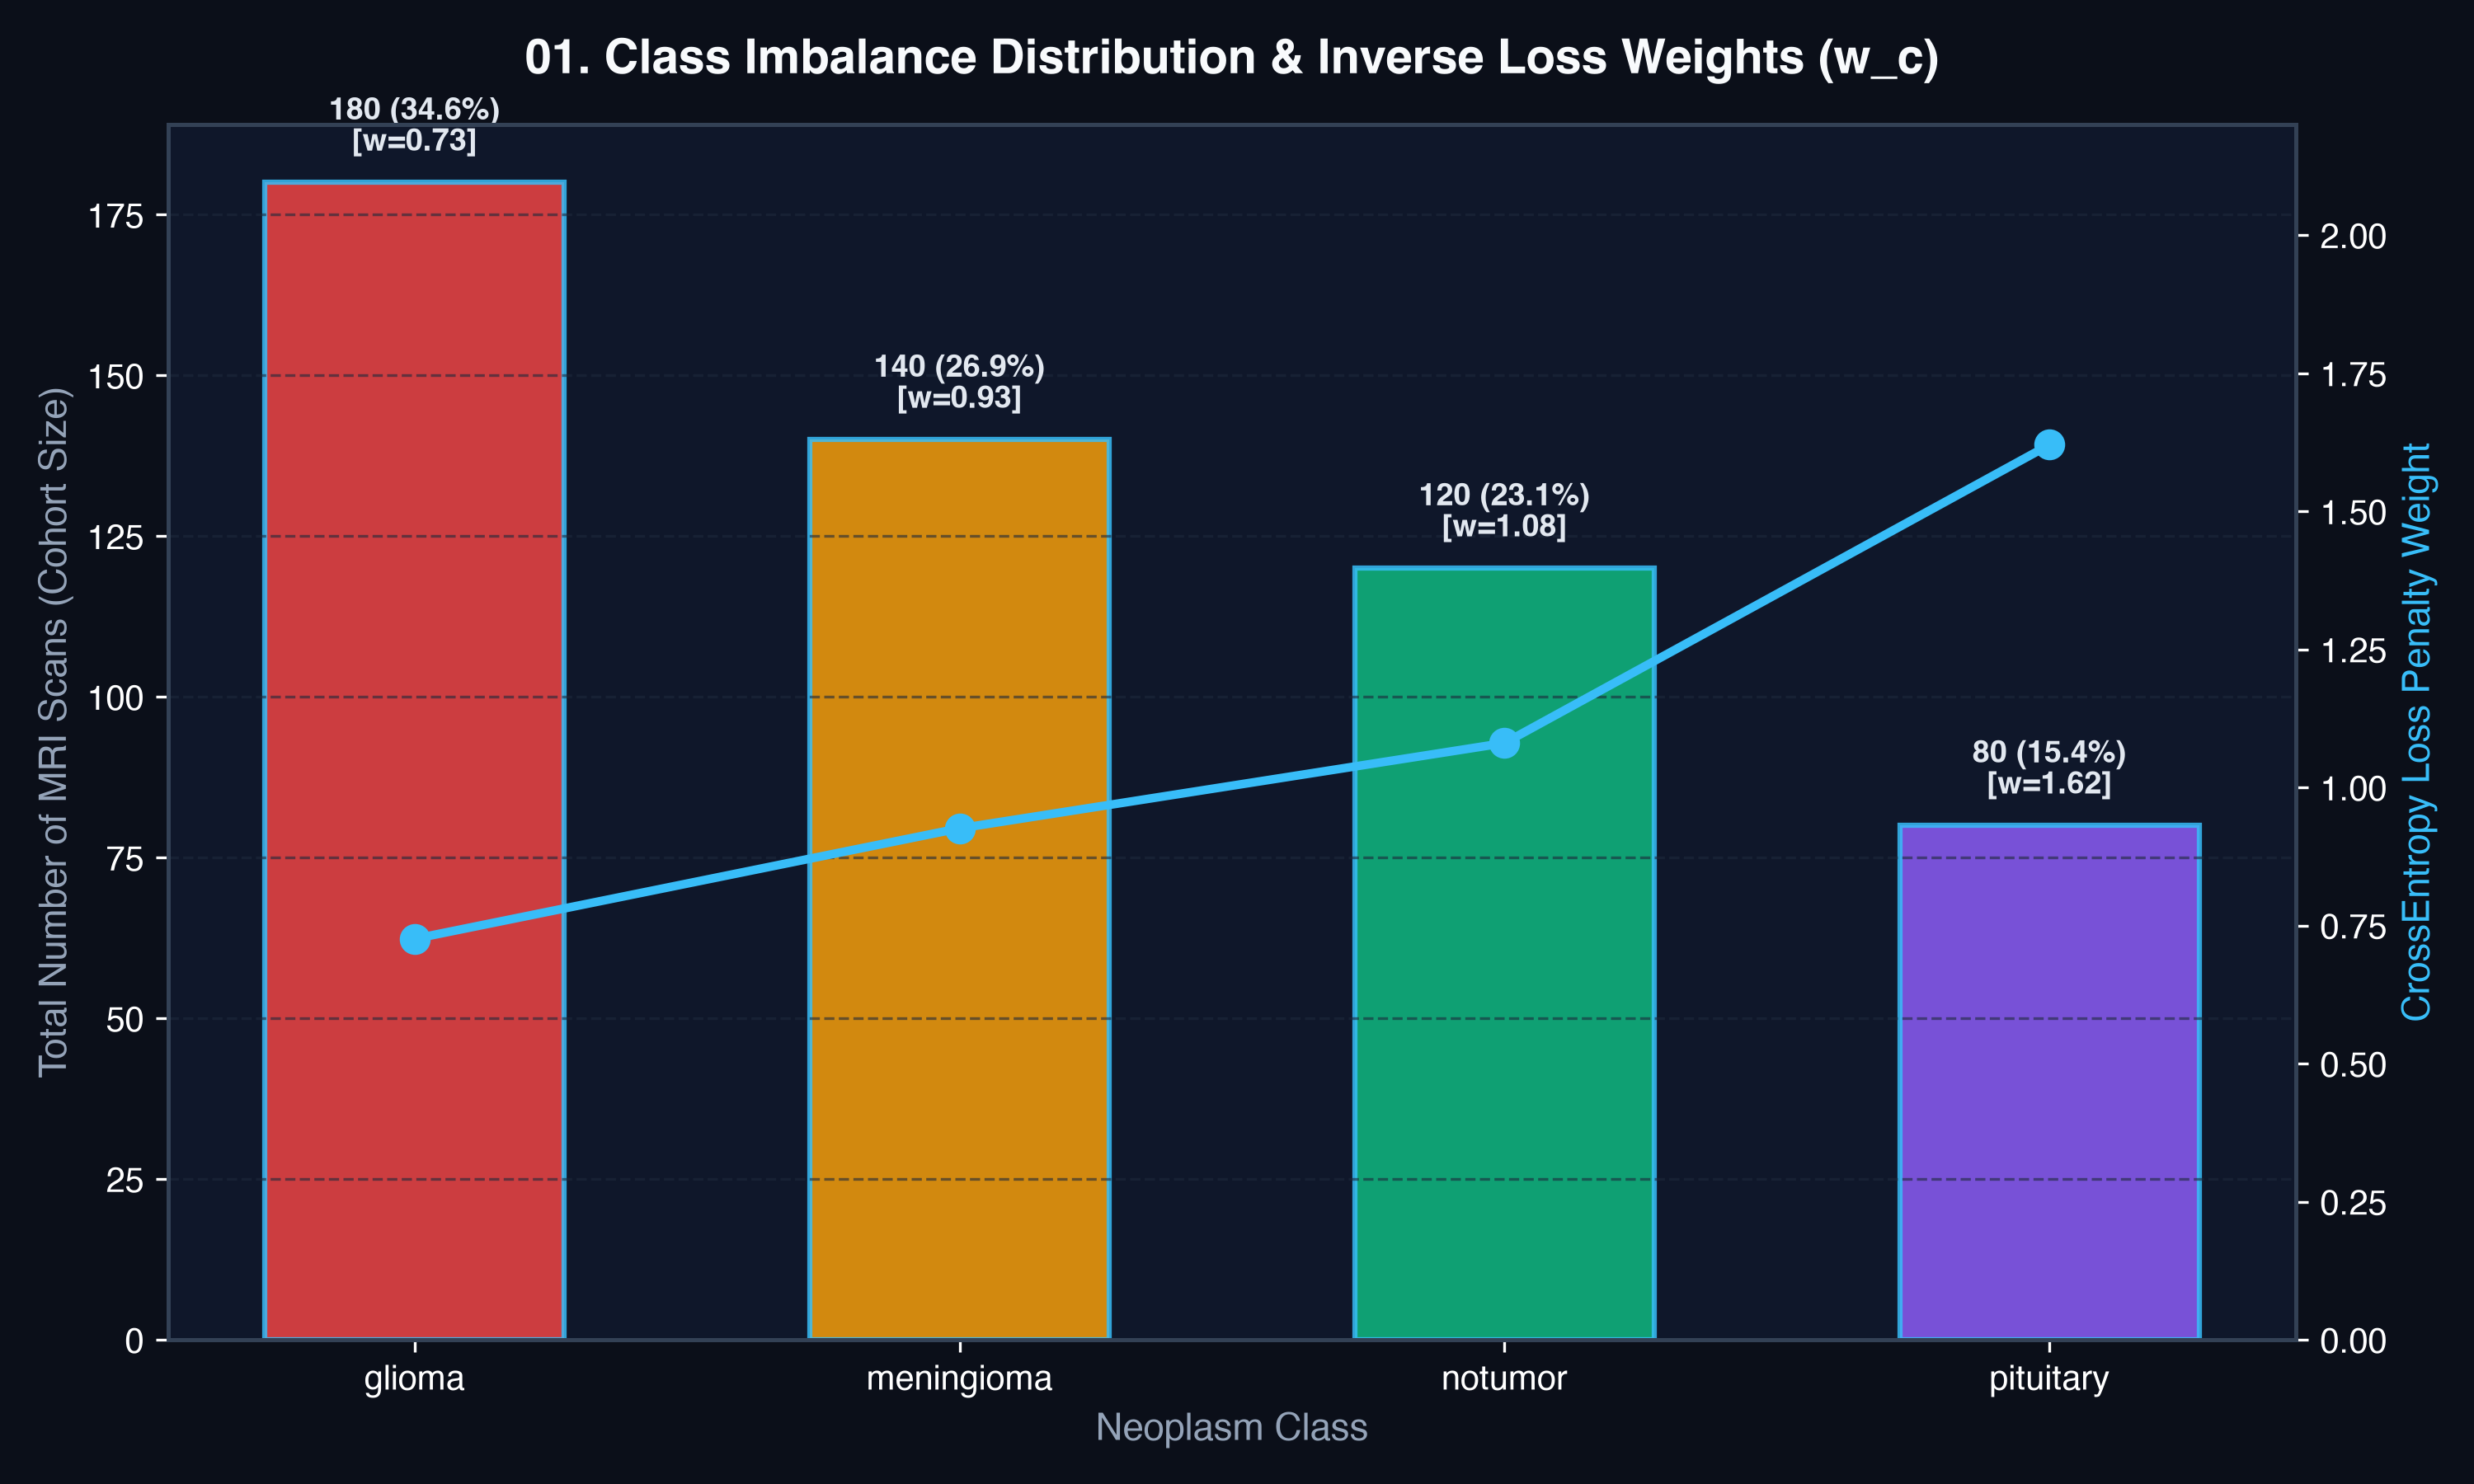 01. Class Imbalance Distribution & Inverse Loss Weights (w_c)
180 (34.6%)
[w=0.73]
140 (26.9%)
[w=0.93]
120 (23.1%)
[w=1.08]
80 (15.4%)
[w=1.62]
Total Number of MRI Scans (Cohort Size)
175
150
125
100
75
50
25
0
2.00
1.75
1.50
1.25
1.00
0.75
0.50
0.25
0.00
CrossEntropy Loss Penalty Weight
glioma
meningioma
notumor
pituitary
Neoplasm Class